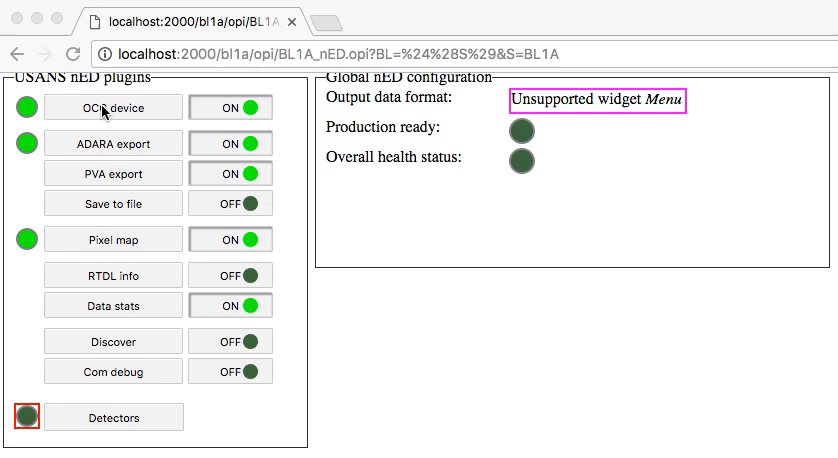 localhost:2000/bl1a/opi/BL1A_
localhost:2000/bl1a/opi/BL1A_nED.opi?BL=%24%28S%29&S=BL1A
USANS nED plugins
device ON
ADARA export ON
PVA export ON
Save to file OFF
Pixel map ON
RTDL info OFF
Data stats ON
Discover OFF
Com debug OFF
Detectors
Global nED configuration
Output data format: Unsupported widget Menu
Production ready:
Overall health status: